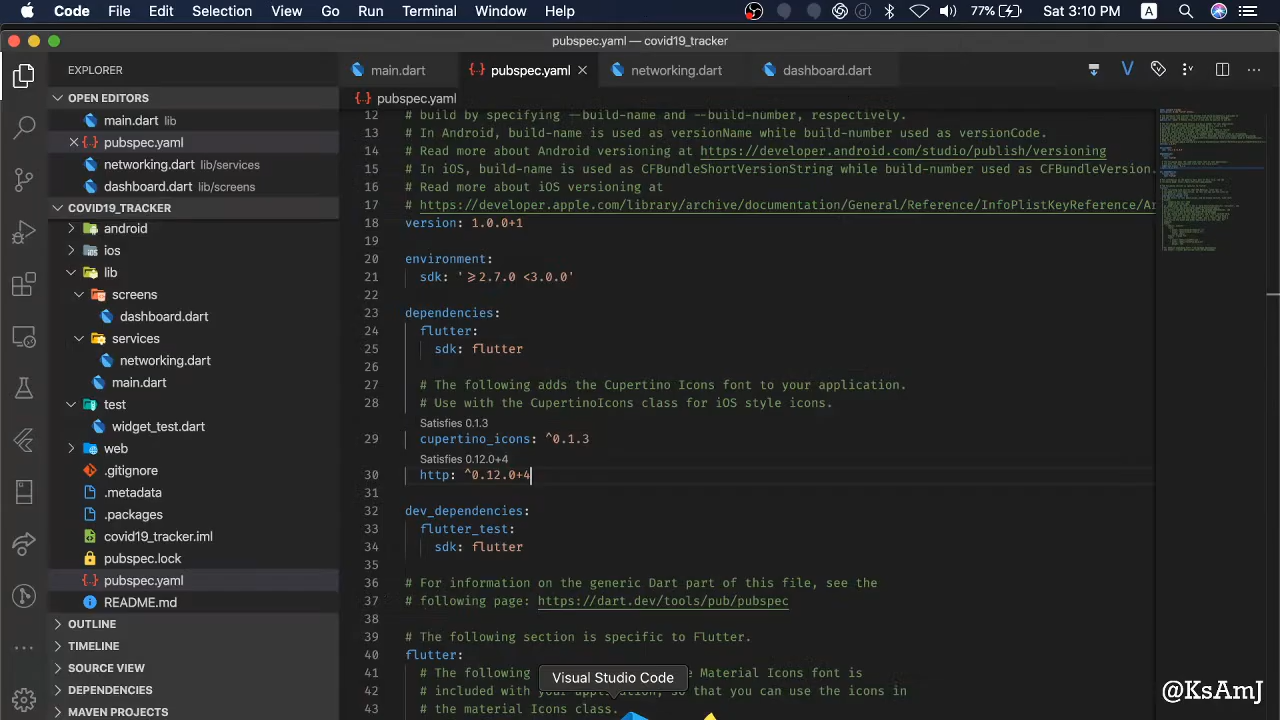 Code File Edit Selection View Go Run Terminal Window Help 77% Sat 3:10 PM A
pubspec.yaml — covid19_tracker
EXPLORER
main.dart pubspec.yaml networking.dart dashboard.dart
OPEN EDITORS
main.dart lib
pubspec.yaml
networking.dart lib/services
dashboard.dart lib/screens
COVID19_TRACKER
android
ios
lib
screens
dashboard.dart
services
networking.dart
main.dart
test
widget_test.dart
web
.gitignore
.metadata
.packages
covid19_tracker.iml
pubspec.lock
pubspec.yaml
README.md
OUTLINE
TIMELINE
SOURCE VIEW
DEPENDENCIES
MAVEN PROJECTS
pubspec.yaml
12 # build by specifying --build-name and --build-number, respectively.
13 # In Android, build-name is used as versionName while build-number used as versionCode.
14 # Read more about Android versioning at https://developer.android.com/studio/publish/versioning
15 # In iOS, build-name is used as CFBundleShortVersionString while build-number used as CFBundleVersion.
16 # Read more about iOS versioning at
17 # https://developer.apple.com/library/archive/documentation/General/Reference/InfoPlistKeyReference/Ar
18 version: 1.0.0+1
19
20 environment:
21 sdk: '>=2.7.0 <3.0.0'
22
23 dependencies:
24 flutter:
25 sdk: flutter
26
27 # The following adds the Cupertino Icons font to your application.
28 # Use with the CupertinoIcons class for iOS style icons.
Satisfies 0.1.3
29 cupertino_icons: ^0.1.3
Satisfies 0.12.0+4
30 http: ^0.12.0+4
31
32 dev_dependencies:
33 flutter_test:
34 sdk: flutter
35
36 # For information on the generic Dart part of this file, see the
37 # following page: https://dart.dev/tools/pub/pubspec
38
39 # The following section is specific to Flutter.
40 flutter:
41 # The following e Material Icons font is
42 # included with your application, so that you can use the icons in
43 # the material Icons class.
Visual Studio Code
@KsAmJ